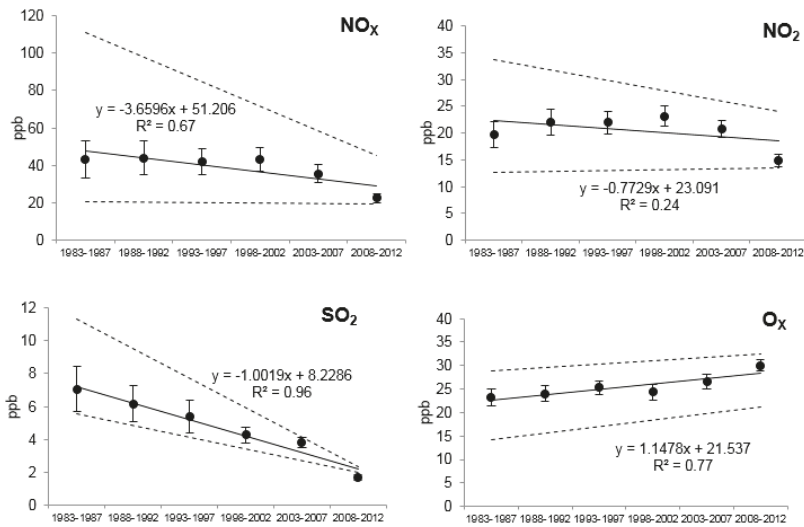 NOX
120
100
80
60
40
20
0
ppb
y = -3.6596x + 51.206
R² = 0.67
1983-1987 1988-1992 1993-1997 1998-2002 2003-2007 2008-2012
NO2
45
40
35
30
25
20
15
10
5
0
ppb
y = -0.7729x + 23.091
R² = 0.24
1983-1987 1988-1992 1993-1997 1998-2002 2003-2007 2008-2012
SO2
12
10
8
6
4
2
0
ppb
y = -1.0019x + 8.2286
R² = 0.96
1983-1987 1988-1992 1993-1997 1998-2002 2003-2007 2008-2012
OX
40
35
30
25
20
15
10
5
0
ppb
y = 1.1478x + 21.537
R² = 0.77
1983-1987 1988-1992 1993-1997 1998-2002 2003-2007 2008-2012